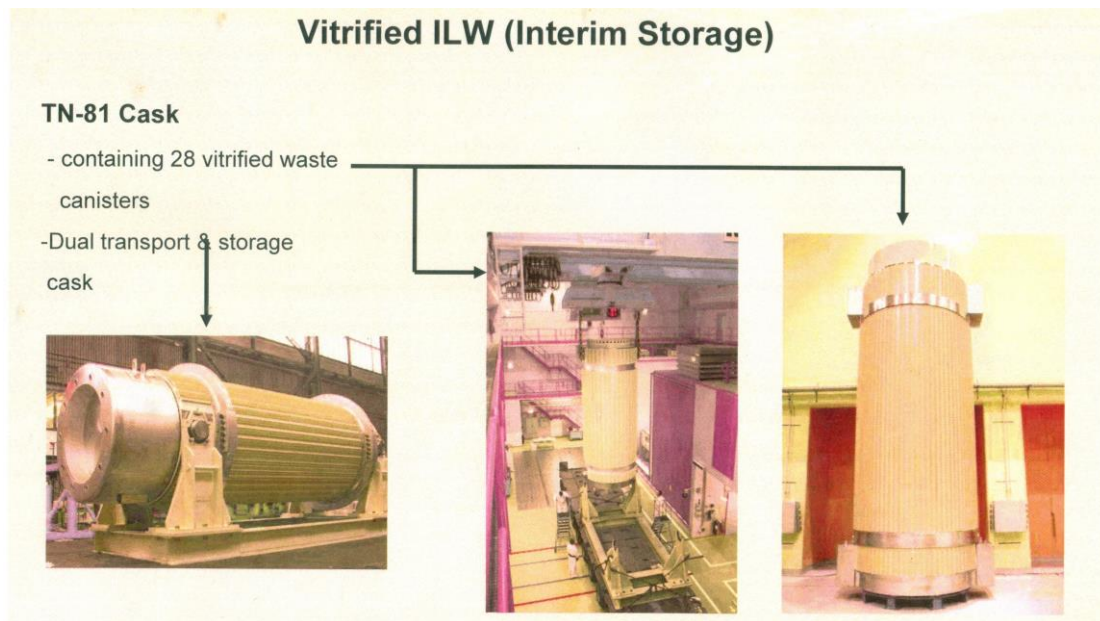 Vitrified ILW (Interim Storage)
TN-81 Cask
- containing 28 vitrified waste
canisters
-Dual transport & storage
cask